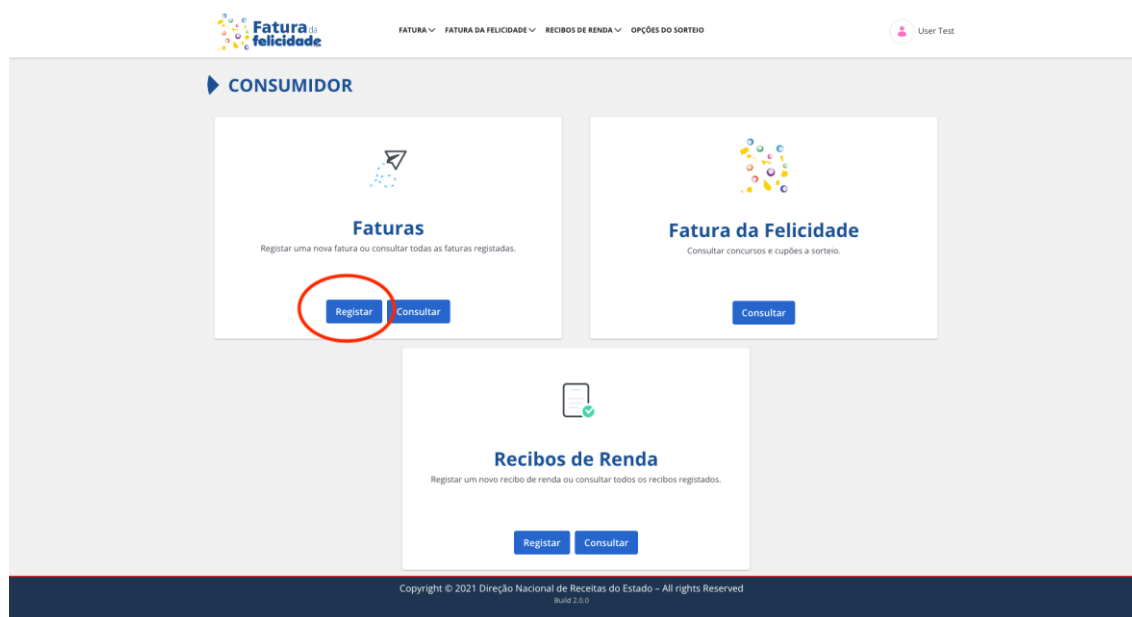 Fatura da
felicidade
FATURA FATURA DA FELICIDADE RECIBOS DE RENDA OPÇÕES DO SORTEIO
User Test
CONSUMIDOR
Faturas
Registar uma nova fatura ou consultar todas as faturas registadas.
Registar Consultar
Fatura da Felicidade
Consultar concursos e cupões a sorteio.
Consultar
Recibos de Renda
Registar um novo recibo de renda ou consultar todos os recibos registados.
Registar Consultar
Copyright © 2021 Direção Nacional de Receitas do Estado – All rights Reserved
Build 2.0.0